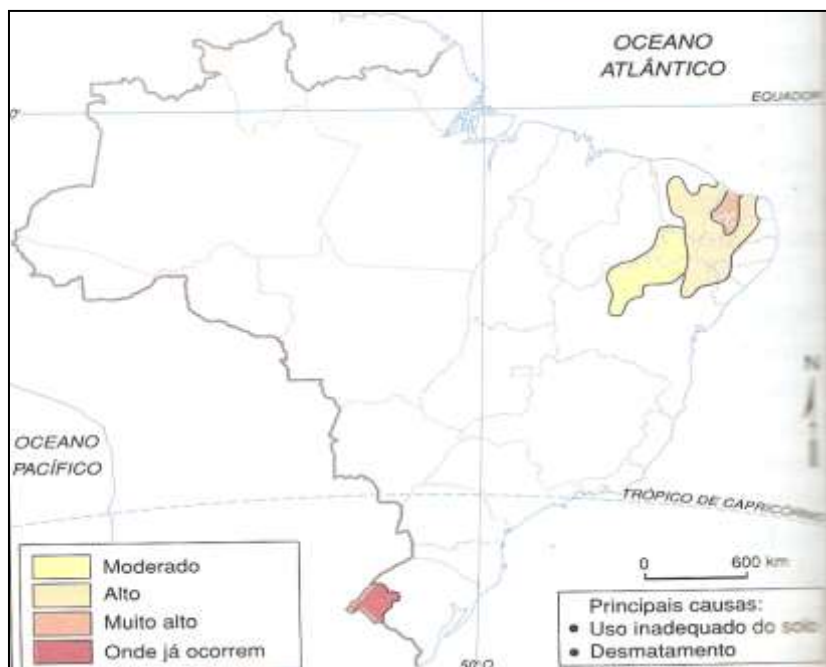 OCEANO
ATLÂNTICO
EQUADOR
0°
N
OCEANO
PACÍFICO
TRÓPICO DE CAPRICÓRNIO
Moderado
Alto
Muito alto
Onde já ocorrem
0 600 km
Principais causas:
• Uso inadequado do solo
• Desmatamento
50° O